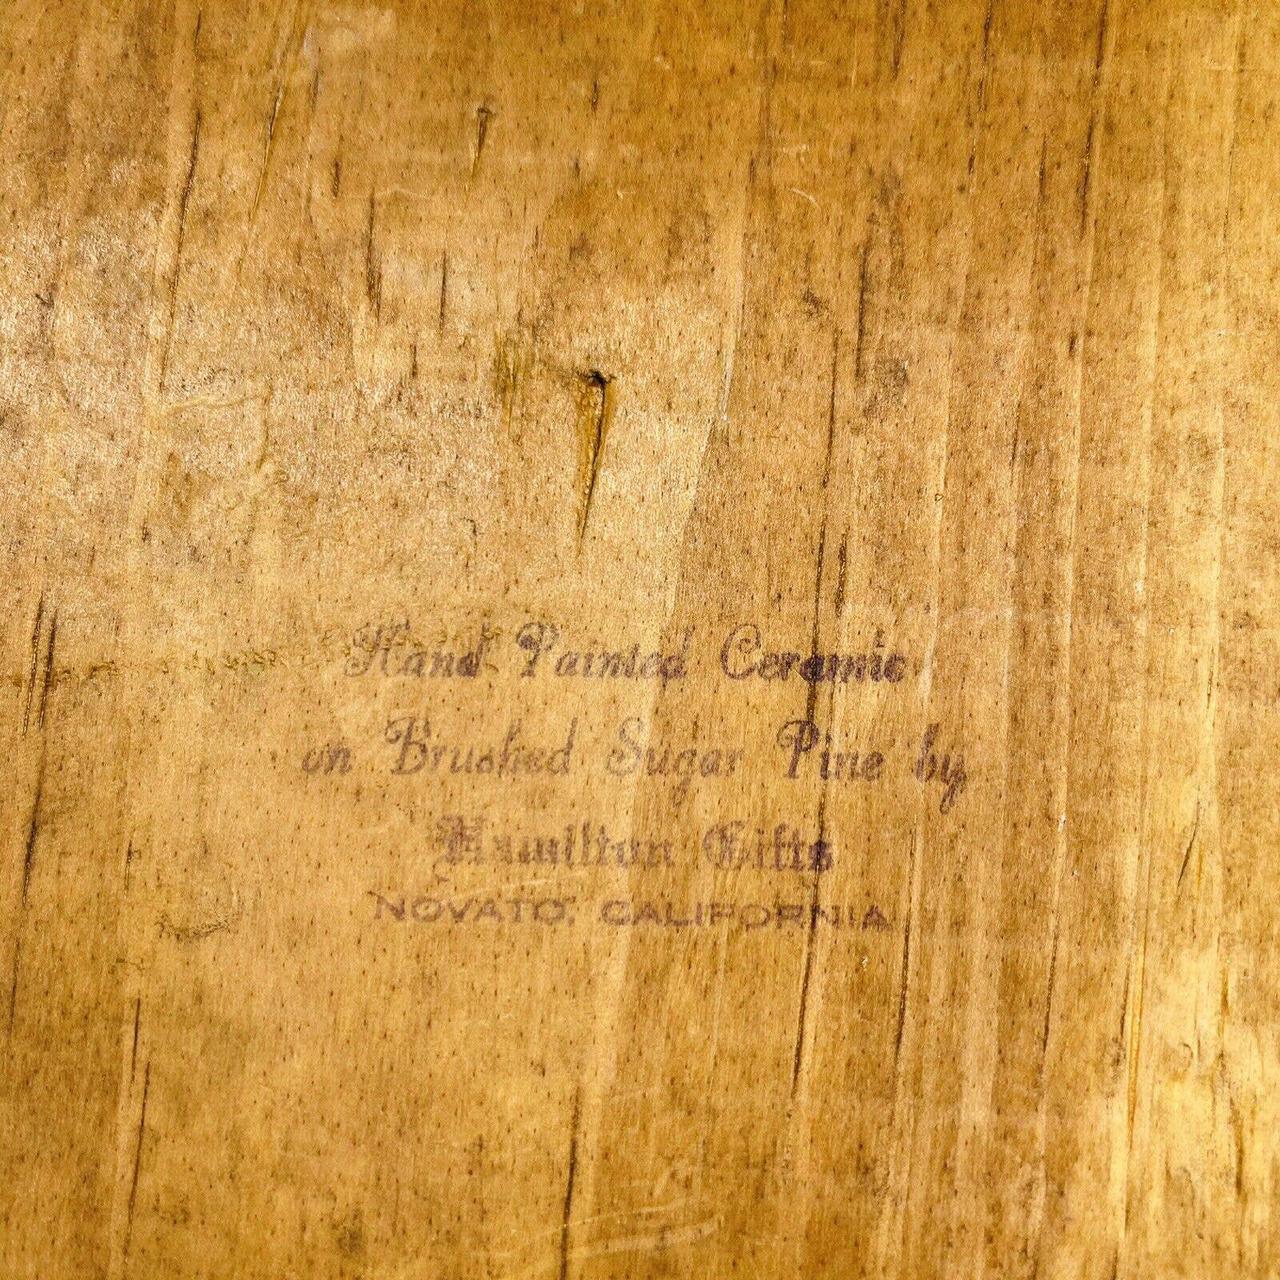 Hand Painted Ceramic
on Brushed Sugar Pine by
Hamilton Gifts
NOVATO, CALIFORNIA